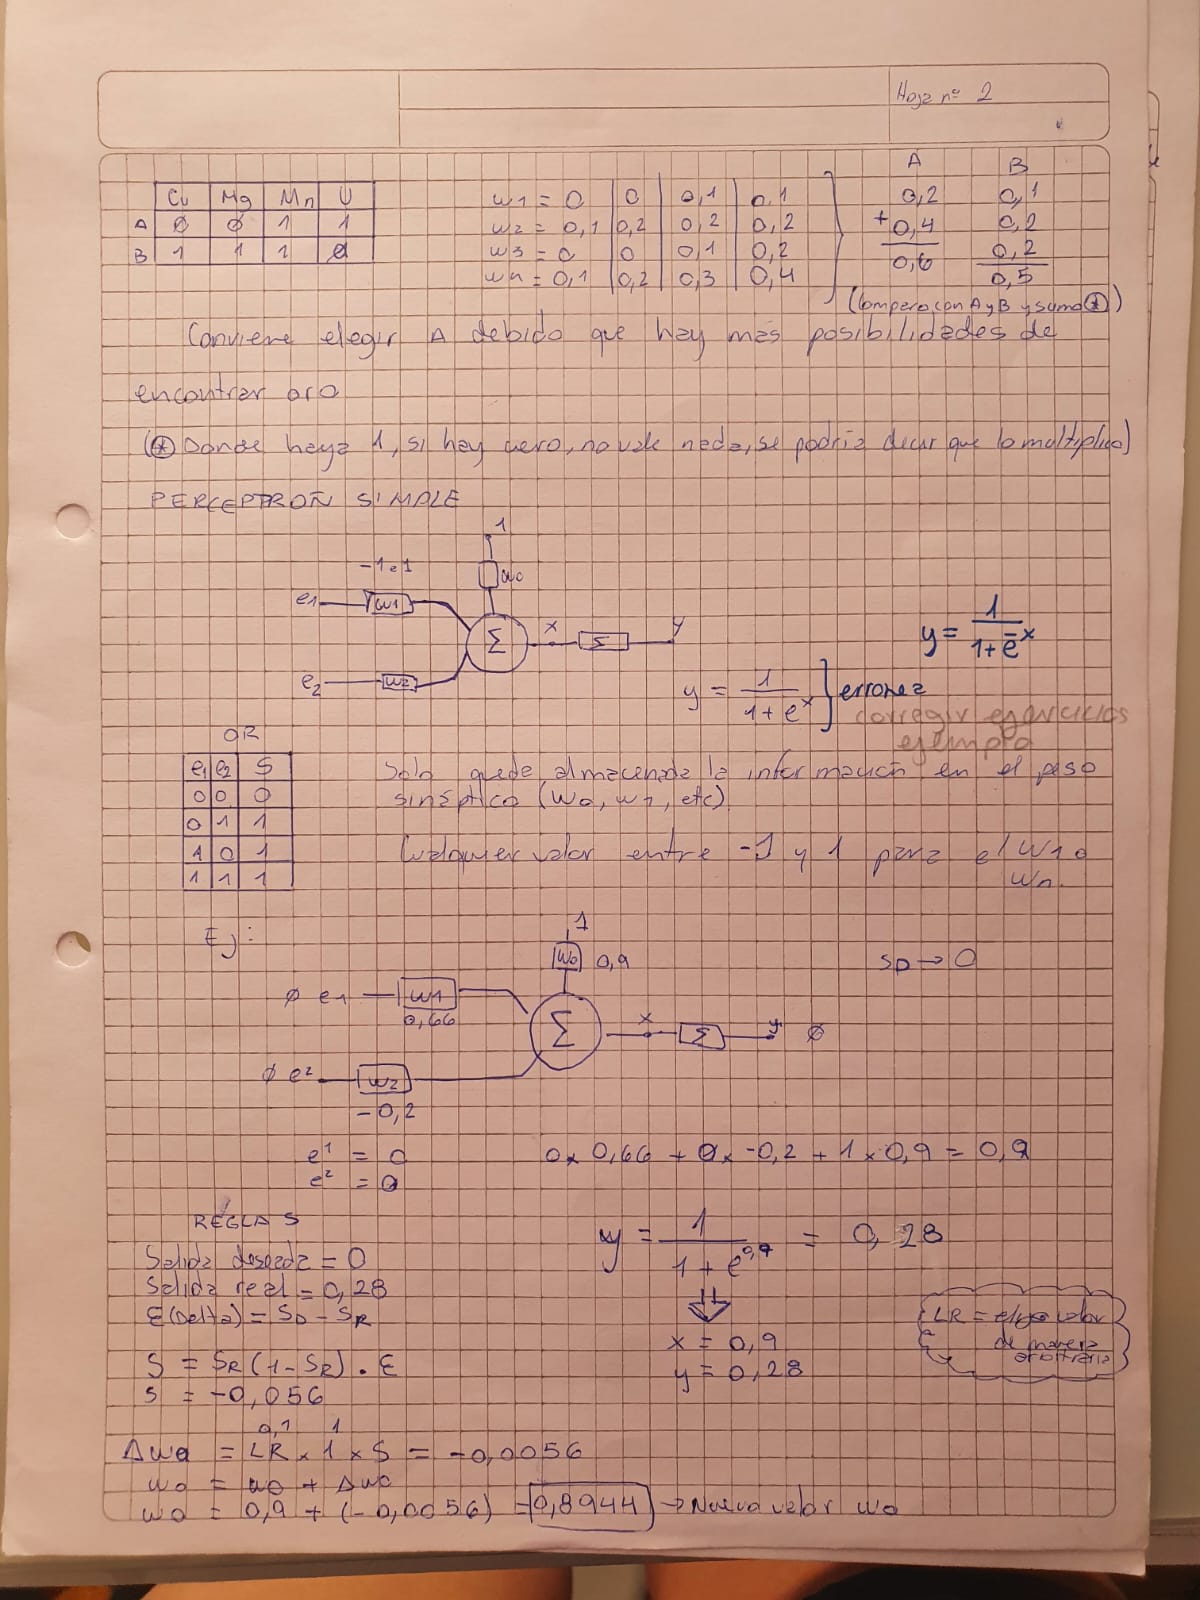 Hoja nº 2
Cu Mg Mn U
A 0 0 1 1
B 1 1 1 0
w1 = 0 | 0 | 0,1 | 0,1
w2 = 0,1 | 0,2 | 0,2 | 0,2
w3 = 0 | 0 | 0,1 | 0,2
w4 = 0,1 | 0,2 | 0,3 | 0,4
A B
0,2 0,1
+ 0,4 0,2
0,6 0,2
0,5
(Comparo con A y B y sumo ⊛)
Conviene elegir A debido que hay más posibilidades de
encontrar oro
(⊛ Donde haya 1, si hay cero, no vale nada, se podría decir que lo multiplico)
PERCEPTRON SIMPLE
1
-1 a 1
w0
e1 w1
Σ x y
e2 w2
y = 1 / (1 + e^-x)
y = 1 / (1 + e^x) } erronea
corregir ejercicios
ejemplo
OR
e1 e2 S
0 0 0
0 1 1
1 0 1
1 1 1
Solo queda almacenada la información en el peso
sináptico (w0, w1, etc)
Cualquier valor entre -1 y 1 para el w1 o
wn.
Ej:
1
w0 0,9
SD → 0
Ø e1 w1
0,66
Σ x y Ø
Ø e2 w2
-0,2
e1 = 0
e2 = 0
0 x 0,66 + 0 x -0,2 + 1 x 0,9 = 0,9
REGLA S
Salida deseada = 0
Salida real = 0,28
E(Delta) = SD - SR
S = SR (1 - SR) . E
S = -0,056
y = 1 / (1 + e^0,9) = 0,28
⇓
x = 0,9
y = 0,28
LR = elijo valor
de manera
arbitraria
0,1 1
Δw0 = LR x 1 x S = -0,0056
w0 = w0 + Δw0
w0 = 0,9 + (-0,0056) = 0,8944 → Nuevo valor w0